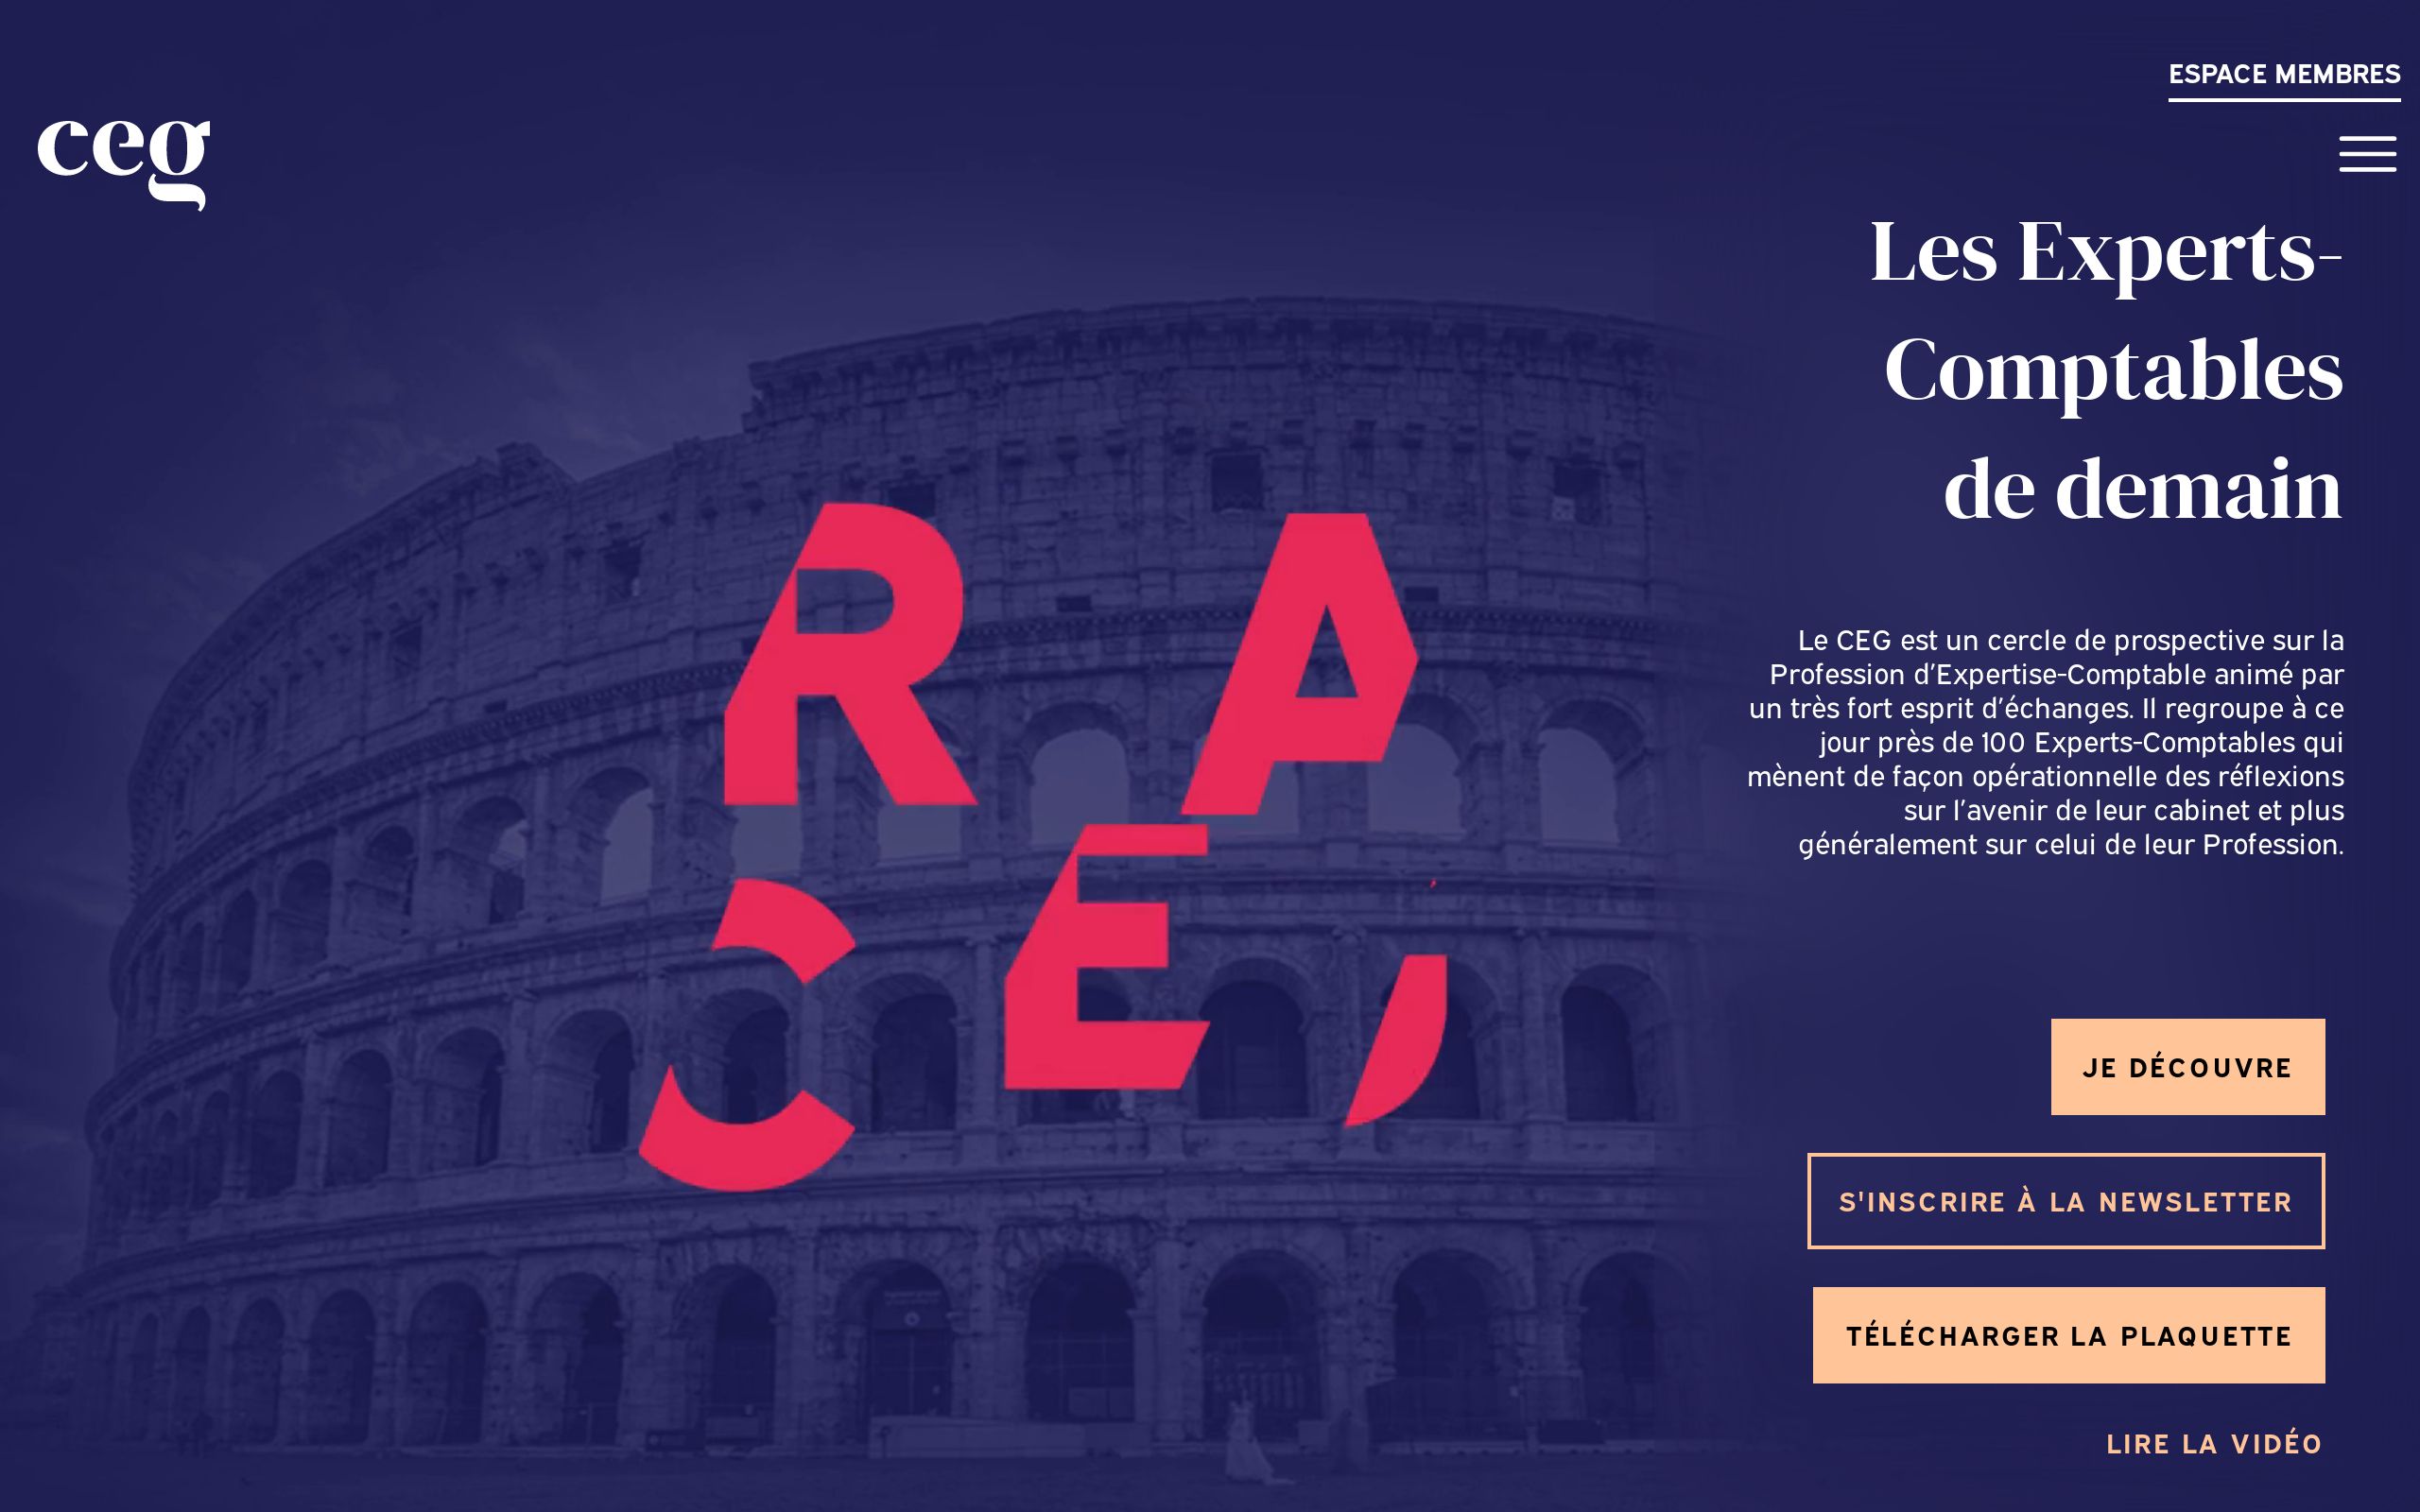 ESPACE MEMBRES
ceg
Les Experts-
Comptables
de demain
R A
C E
Le CEG est un cercle de prospective sur la
Profession d'Expertise-Comptable animé par
un très fort esprit d'échanges. Il regroupe à ce
jour près de 100 Experts-Comptables qui
mènent de façon opérationnelle des réflexions
sur l'avenir de leur cabinet et plus
généralement sur celui de leur Profession.
JE DÉCOUVRE
S'INSCRIRE À LA NEWSLETTER
TÉLÉCHARGER LA PLAQUETTE
LIRE LA VIDÉO